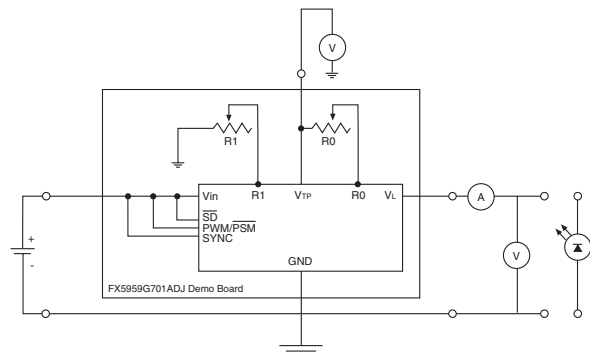 V
R1
R0
Vin
R1
VTP
R0
VL
SD
PWM/PSM
SYNC
A
+
-
V
GND
FX5959G701ADJ Demo Board